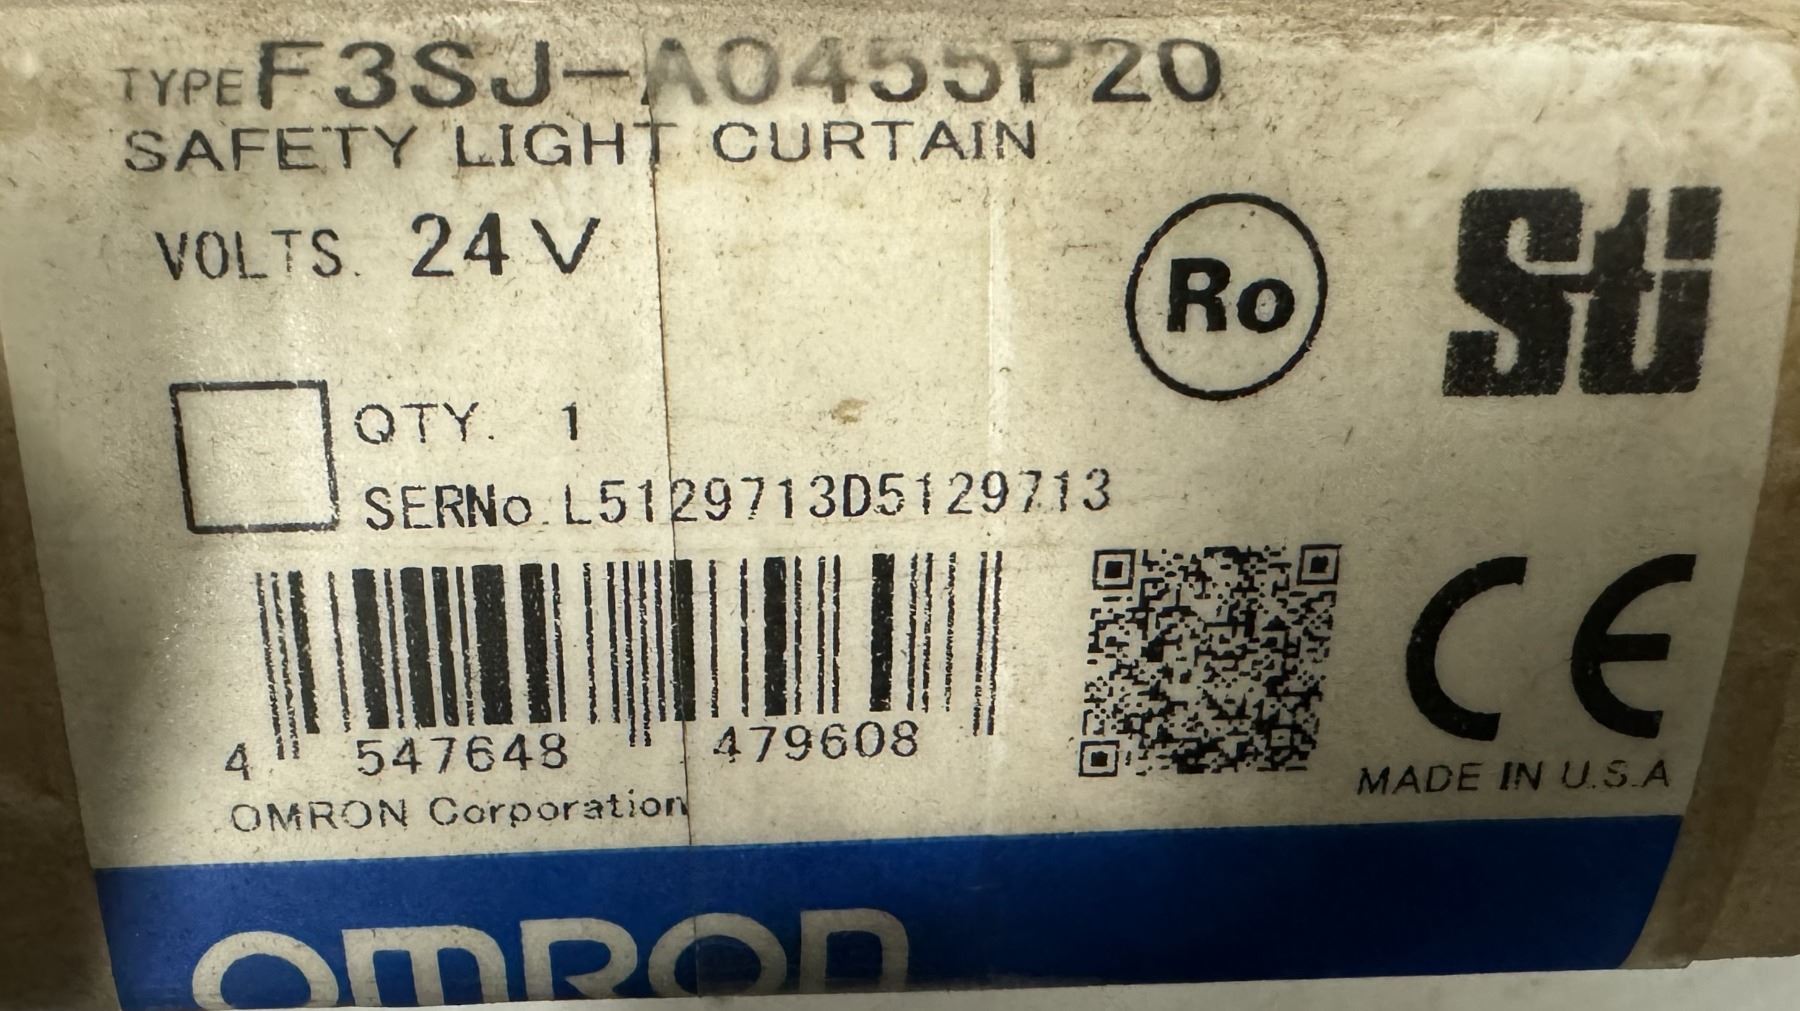 TYPE F3SJ-A0455P20
SAFETY LIGHT CURTAIN
VOLTS. 24V
Ro
Sti
QTY. 1
SERNo. L5129713D5129713
4 547648 479608
CE
MADE IN U.S.A
OMRON Corporation
OMRON